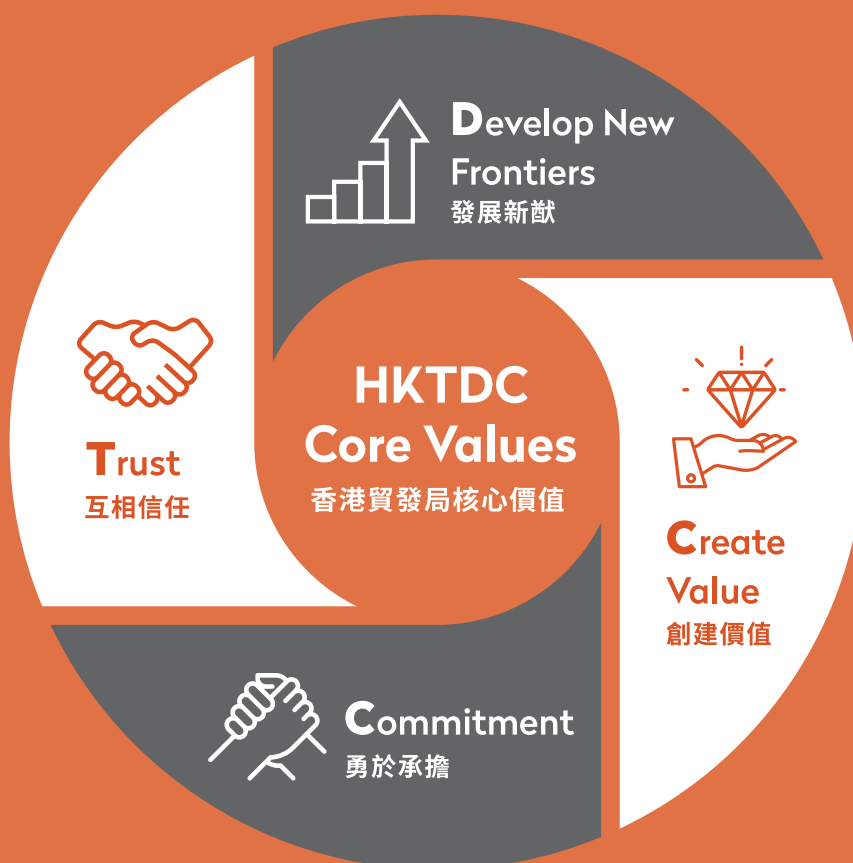 Develop New
Frontiers
發展新猷
Trust
互相信任
HKTDC
Core Values
香港貿發局核心價值
Create
Value
創建價值
Commitment
勇於承擔